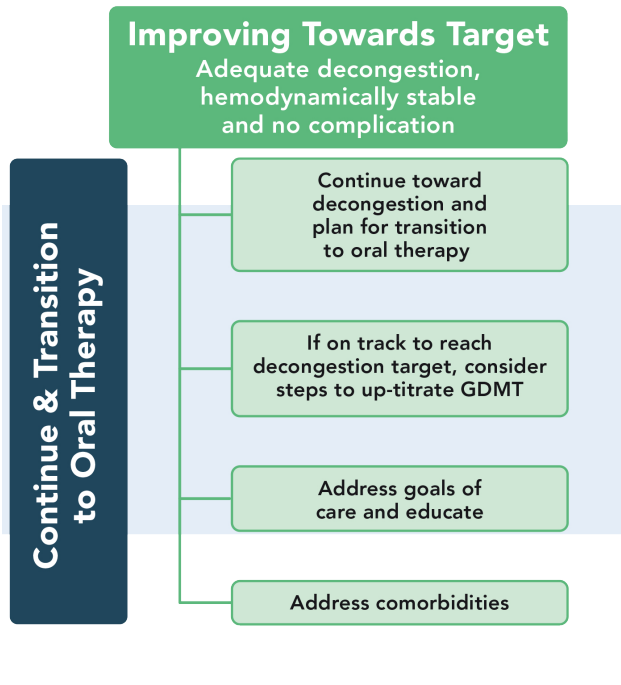 Improving Towards Target
Adequate decongestion,
hemodynamically stable
and no complication
Continue & Transition
to Oral Therapy
Continue toward
decongestion and
plan for transition
to oral therapy
If on track to reach
decongestion target, consider
steps to up-titrate GDMT
Address goals of
care and educate
Address comorbidities